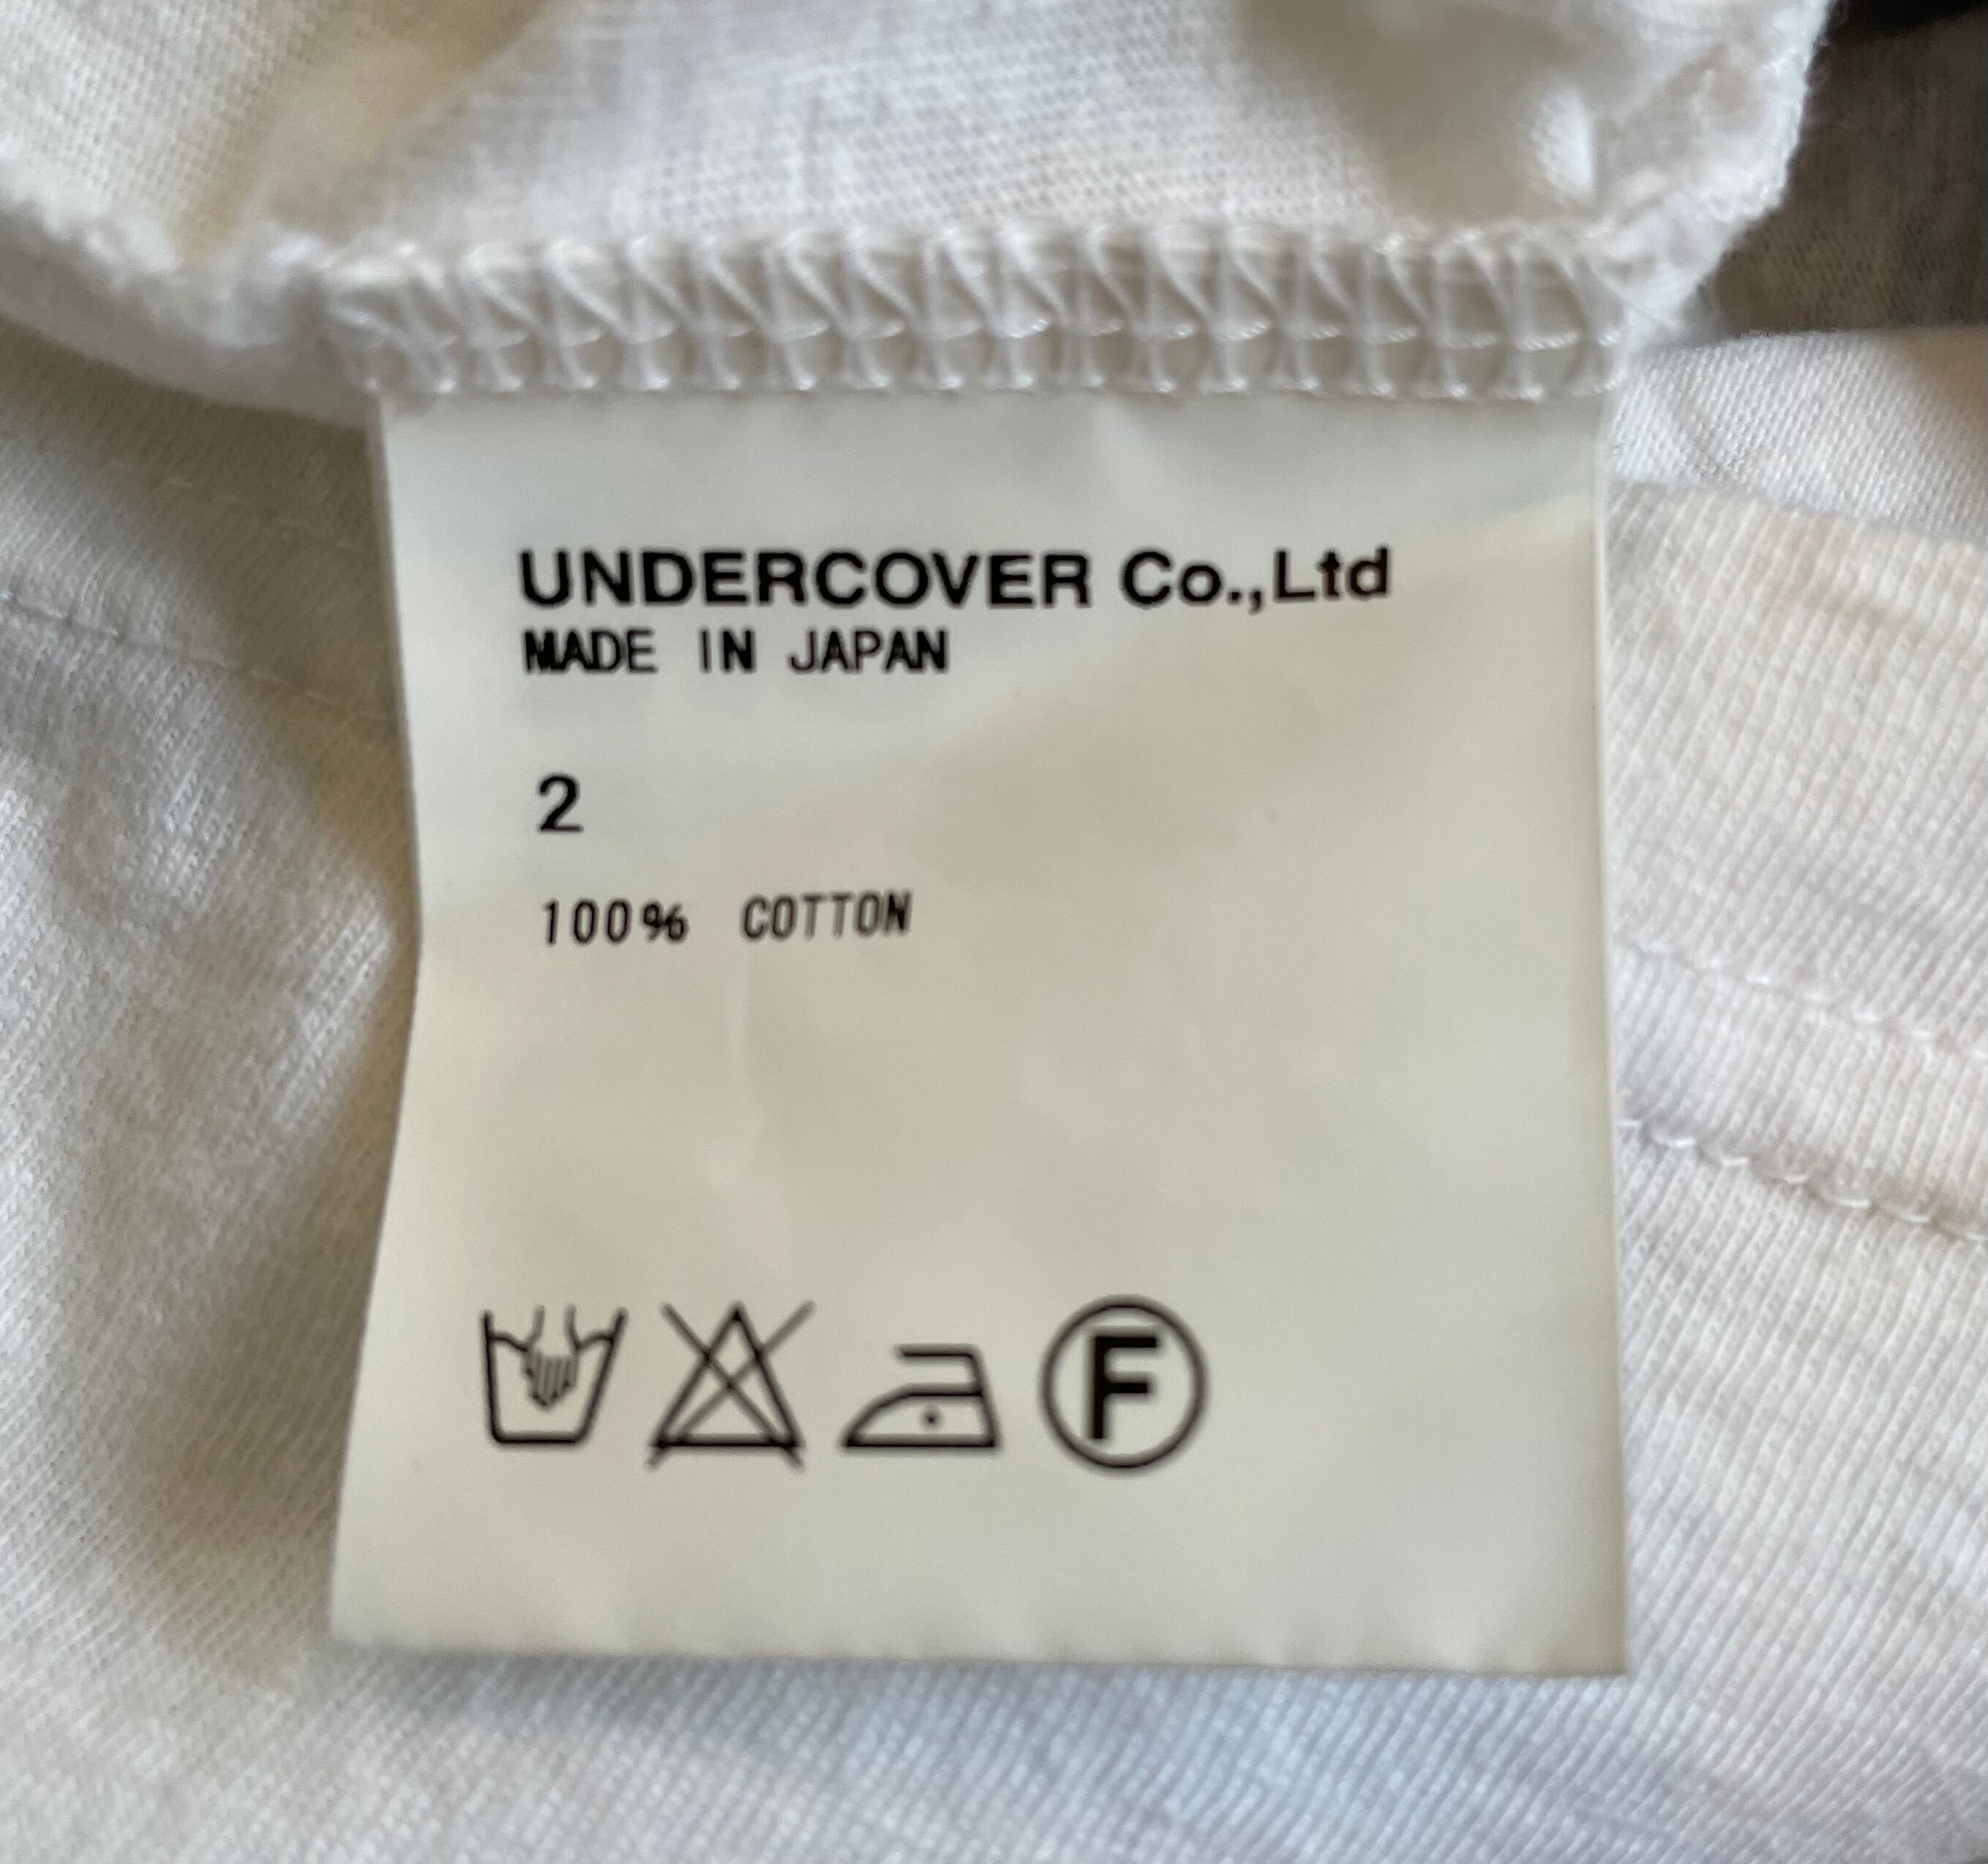 UNDERCOVER Co.,Ltd
MADE IN JAPAN
2
100% COTTON
F